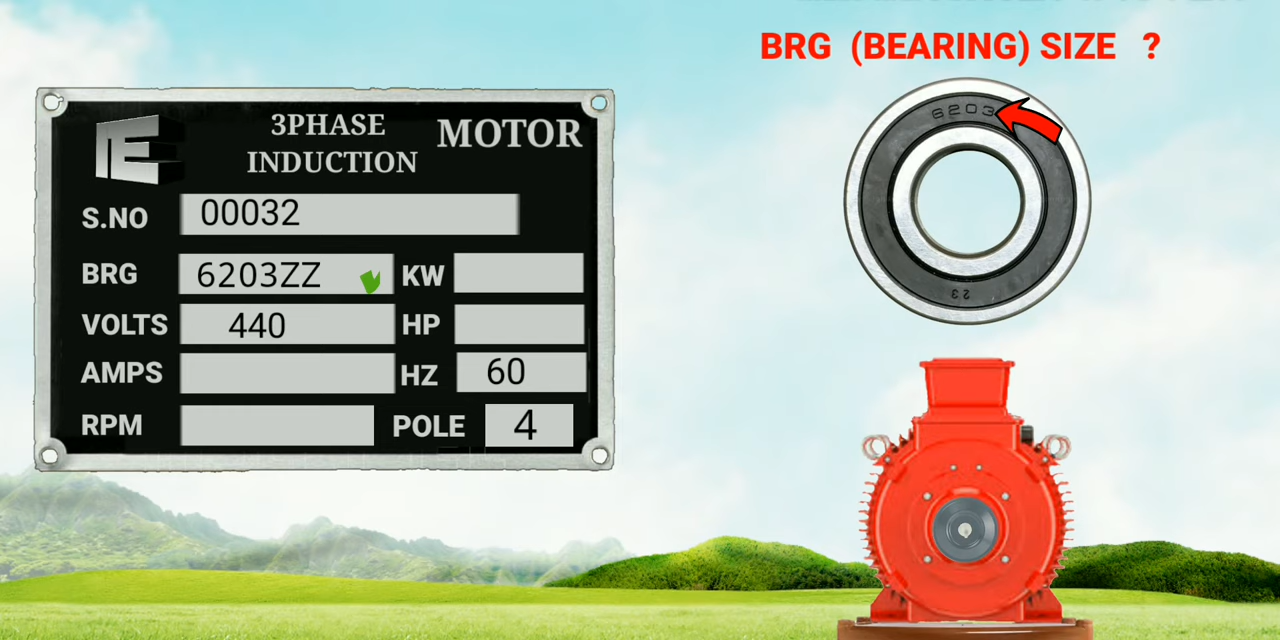 BRG (BEARING) SIZE ?
3PHASE
INDUCTION
MOTOR
IE
S.NO 00032
BRG 6203ZZ KW
VOLTS 440 HP
AMPS HZ 60
RPM POLE 4
6203
23